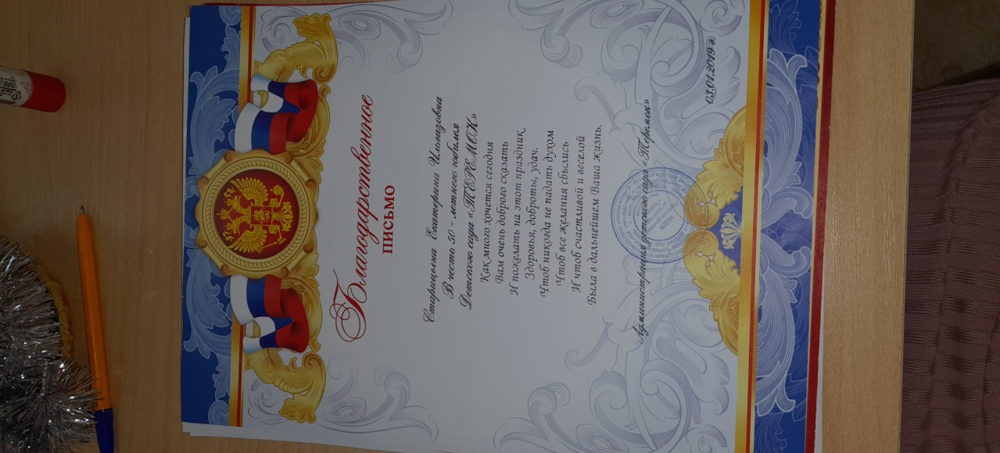 Благодарственное
письмо
Старицына Екатерина Илогизовна
В честь 50 - летнего юбилея
Детского сада «ТЕРЕМОК»
Как много хочется сегодня
Вам очень доброго сказать
И пожелать на этот праздник
Здоровья, доброты, удач.
Чтоб никогда не падать духом
Чтоб все желания сбылись
И чтоб счастливой и веселой
Была в дальнейшем Ваша жизнь.
Администрация детского сада «Теремок»
03.01.2019 г.